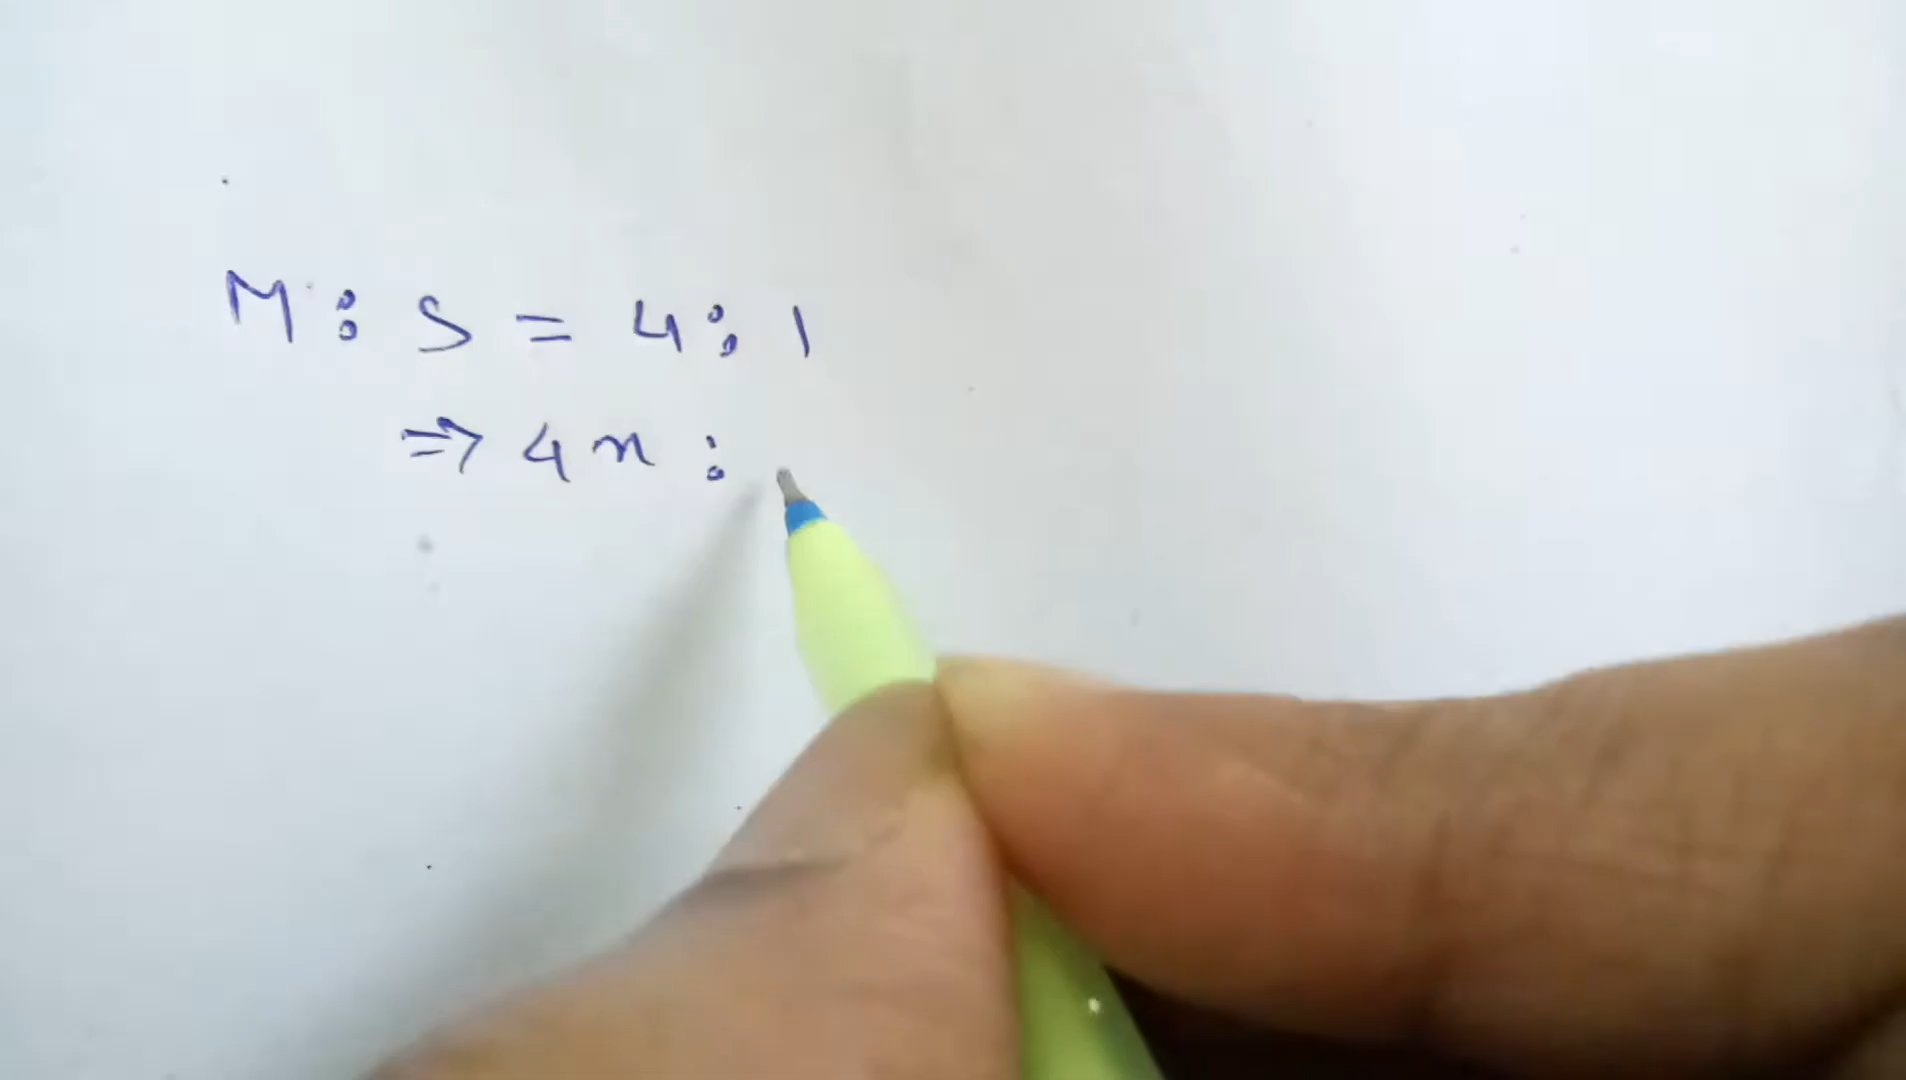 M : S = 4 : 1
⇒ 4x :